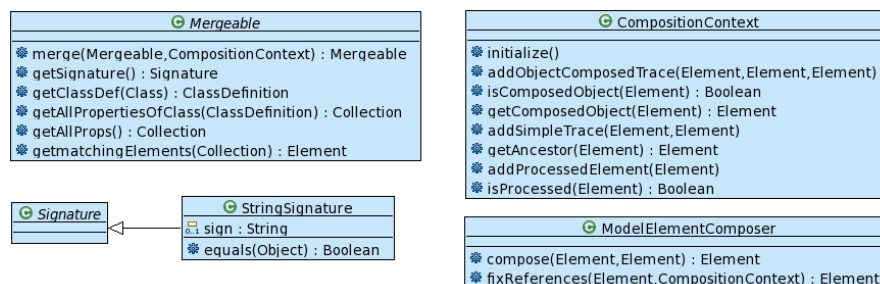 Mergeable
merge(Mergeable,CompositionContext) : Mergeable
getSignature() : Signature
getClassDef(Class) : ClassDefinition
getAllPropertiesOfClass(ClassDefinition) : Collection
getAllProps() : Collection
getmatchingElements(Collection) : Element
CompositionContext
initialize()
addObjectComposedTrace(Element,Element,Element)
isComposedObject(Element) : Boolean
getComposedObject(Element) : Element
addSimpleTrace(Element,Element)
getAncestor(Element) : Element
addProcessedElement(Element)
isProcessed(Element) : Boolean
Signature
StringSignature
0..1 sign : String
equals(Object) : Boolean
ModelElementComposer
compose(Element,Element) : Element
fixReferences(Element,CompositionContext) : Element